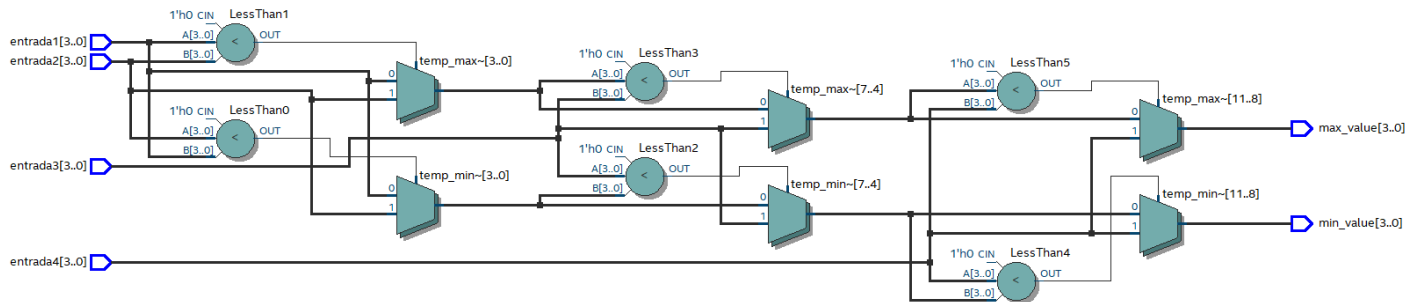 1'h0 CIN LessThan1
entrada1[3..0] A[3..0] < OUT
entrada2[3..0] B[3..0]
temp_max~[3..0]
0
1
1'h0 CIN LessThan0
A[3..0] < OUT
B[3..0]
entrada3[3..0]
temp_min~[3..0]
0
1
entrada4[3..0]
1'h0 CIN LessThan3
A[3..0] < OUT
B[3..0]
temp_max~[7..4]
0
1
1'h0 CIN LessThan2
A[3..0] < OUT
B[3..0]
temp_min~[7..4]
0
1
1'h0 CIN LessThan5
A[3..0] < OUT
B[3..0]
temp_max~[11..8]
0
1
max_value[3..0]
temp_min~[11..8]
0
1
min_value[3..0]
1'h0 CIN LessThan4
A[3..0] < OUT
B[3..0]